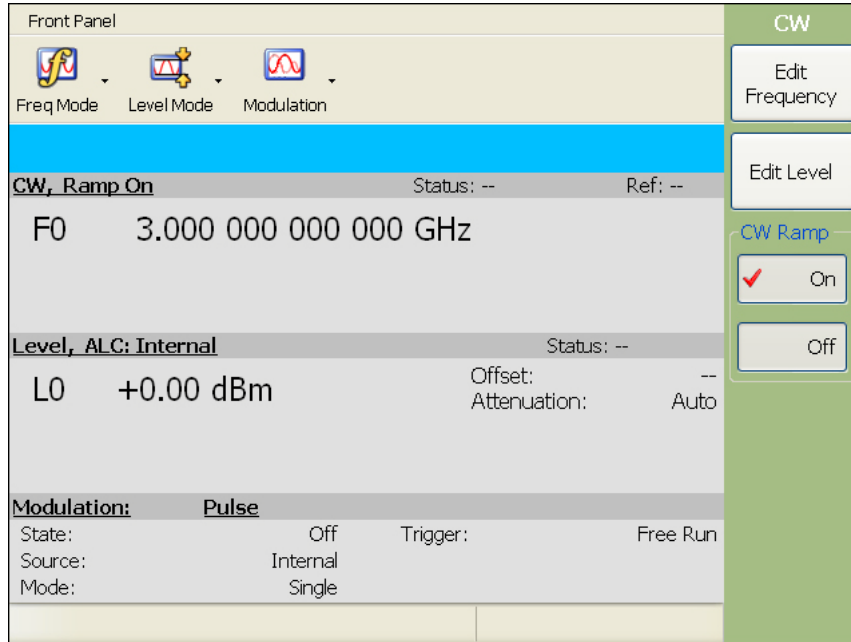 Front Panel
Freq Mode Level Mode Modulation
CW, Ramp On Status: -- Ref: --
F0 3.000 000 000 000 GHz
Level, ALC: Internal Status: --
L0 +0.00 dBm
Offset: --
Attenuation: Auto
Modulation: Pulse
State: Off Trigger: Free Run
Source: Internal
Mode: Single
CW
Edit
Frequency
Edit Level
CW Ramp
On
Off